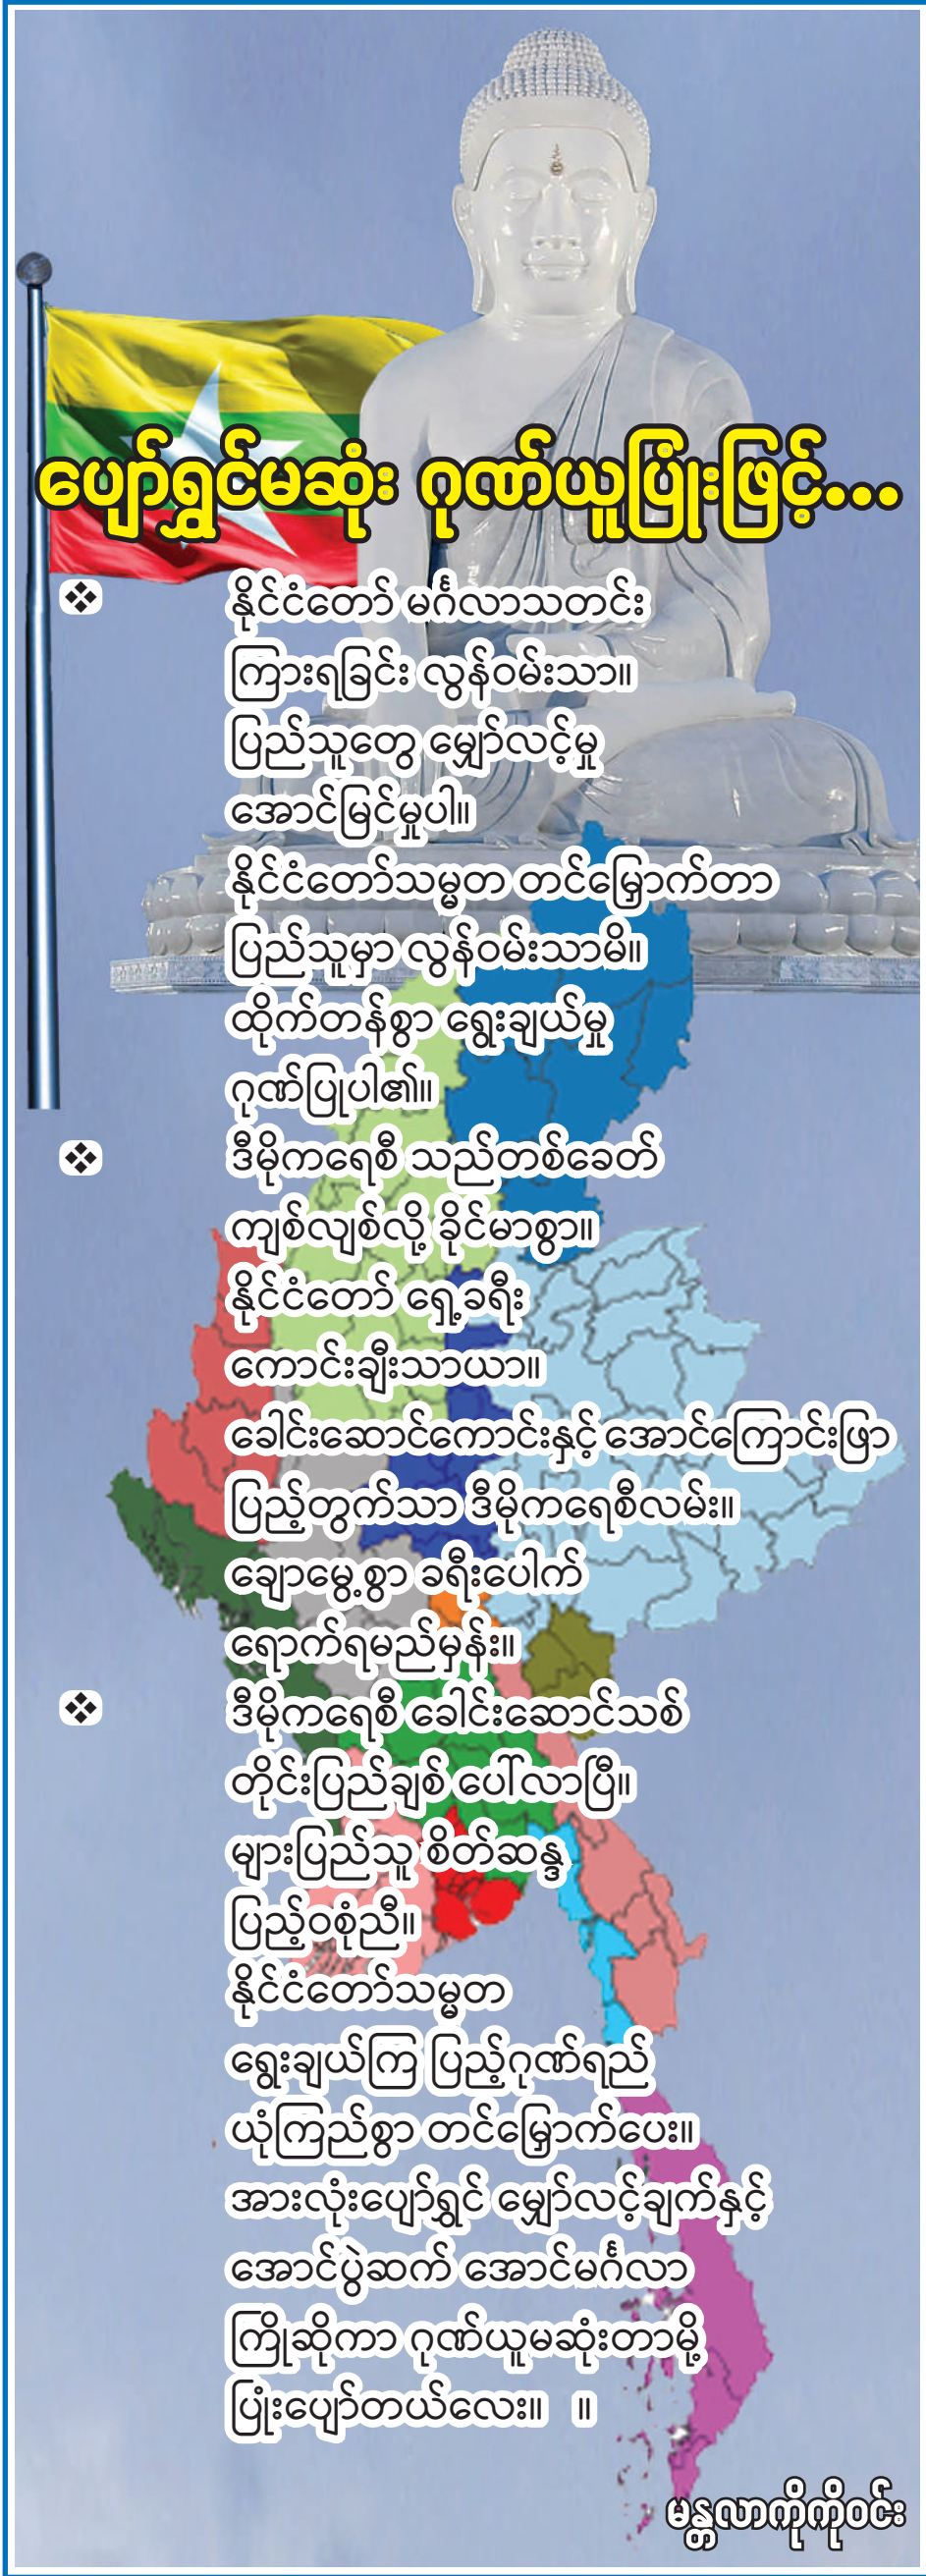 ပျော်ရွှင်မဆုံး ဂုဏ်ယူပြုံးဖြင့်...
❖ နိုင်ငံတော် မင်္ဂလာသတင်း
ကြားရခြင်း လွန်ဝမ်းသာ။
ပြည်သူတွေ မျှော်လင့်မှု
အောင်မြင်မှုပါ။
နိုင်ငံတော်သမ္မတ တင်မြှောက်တာ
ပြည်သူမှာ လွန်ဝမ်းသာမိ။
ထိုက်တန်စွာ ရွေးချယ်မှု
ဂုဏ်ပြုပါ၏။
❖ ဒီမိုကရေစီ သည်တစ်ခေတ်
ကျစ်လျစ်လို့ ခိုင်မာစွာ။
နိုင်ငံတော် ရှေ့ခရီး
ကောင်းချီးသာယာ။
ခေါင်းဆောင်ကောင်းနှင့် အောင်ကြောင်းဖြာ
ပြည့်တွက်သာ ဒီမိုကရေစီလမ်း။
ချောမွေ့စွာ ခရီးပေါက်
ရောက်ရမည်မှန်း။
❖ ဒီမိုကရေစီ ခေါင်းဆောင်သစ်
တိုင်းပြည်ချစ် ပေါ်လာပြီ။
များပြည်သူ စိတ်ဆန္ဒ
ပြည့်ဝစုံညီ။
နိုင်ငံတော်သမ္မတ
ရွေးချယ်ကြ ပြည့်ဂုဏ်ရည်
ယုံကြည်စွာ တင်မြှောက်ပေး။
အားလုံးပျော်ရွှင် မျှော်လင့်ချက်နှင့်
အောင်ပွဲဆက် အောင်မင်္ဂလာ
ကြိုဆိုကာ ဂုဏ်ယူမဆုံးတာမို့
ပြုံးပျော်တယ်လေး။ ။
မန္တလာကိုကိုဝင်း